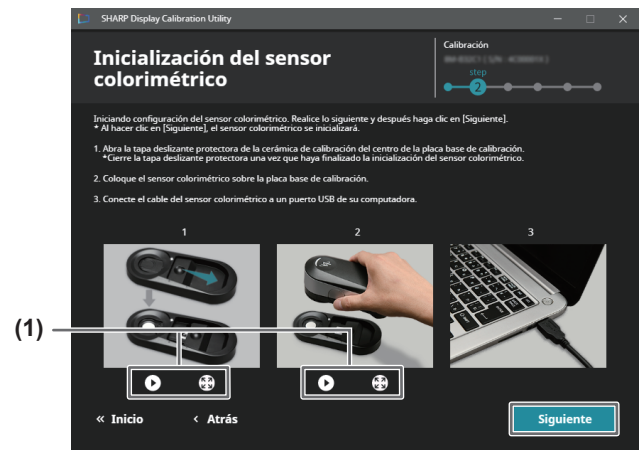 SHARP Display Calibration Utility
Inicialización del sensor
colorimétrico
Calibración
step
2
Iniciando configuración del sensor colorimétrico. Realice lo siguiente y después haga clic en [Siguiente].
* Al hacer clic en [Siguiente], el sensor colorimétrico se inicializará.
1. Abra la tapa deslizante protectora de la cerámica de calibración del centro de la placa base de calibración.
*Cierre la tapa deslizante protectora una vez que haya finalizado la inicialización del sensor colorimétrico.
2. Coloque el sensor colorimétrico sobre la placa base de calibración.
3. Conecte el cable del sensor colorimétrico a un puerto USB de su computadora.
1 2 3
(1)
« Inicio ‹ Atrás Siguiente